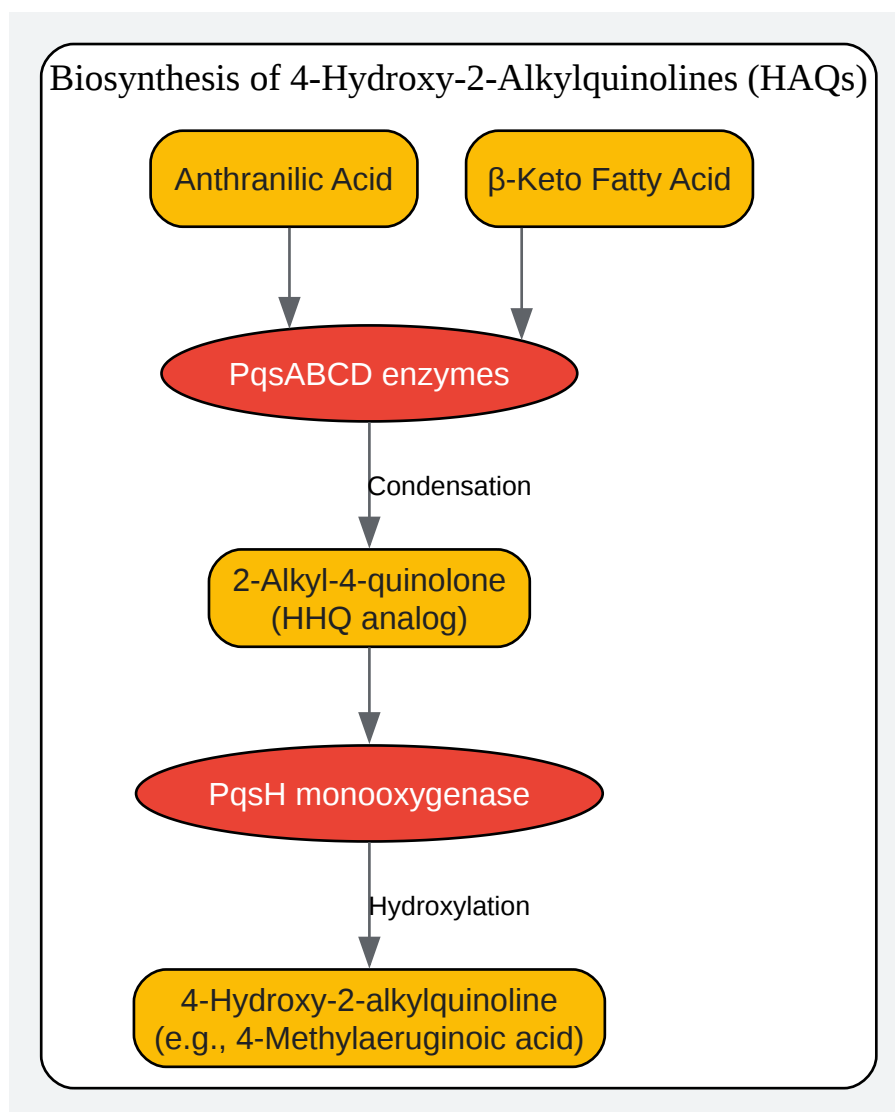 Biosynthesis of 4-Hydroxy-2-Alkylquinolines (HAQs)
Anthranilic Acid
β-Keto Fatty Acid
PqsABCD enzymes
Condensation
2-Alkyl-4-quinolone
(HHQ analog)
PqsH monooxygenase
Hydroxylation
4-Hydroxy-2-alkylquinoline
(e.g., 4-Methylaeruginoic acid)